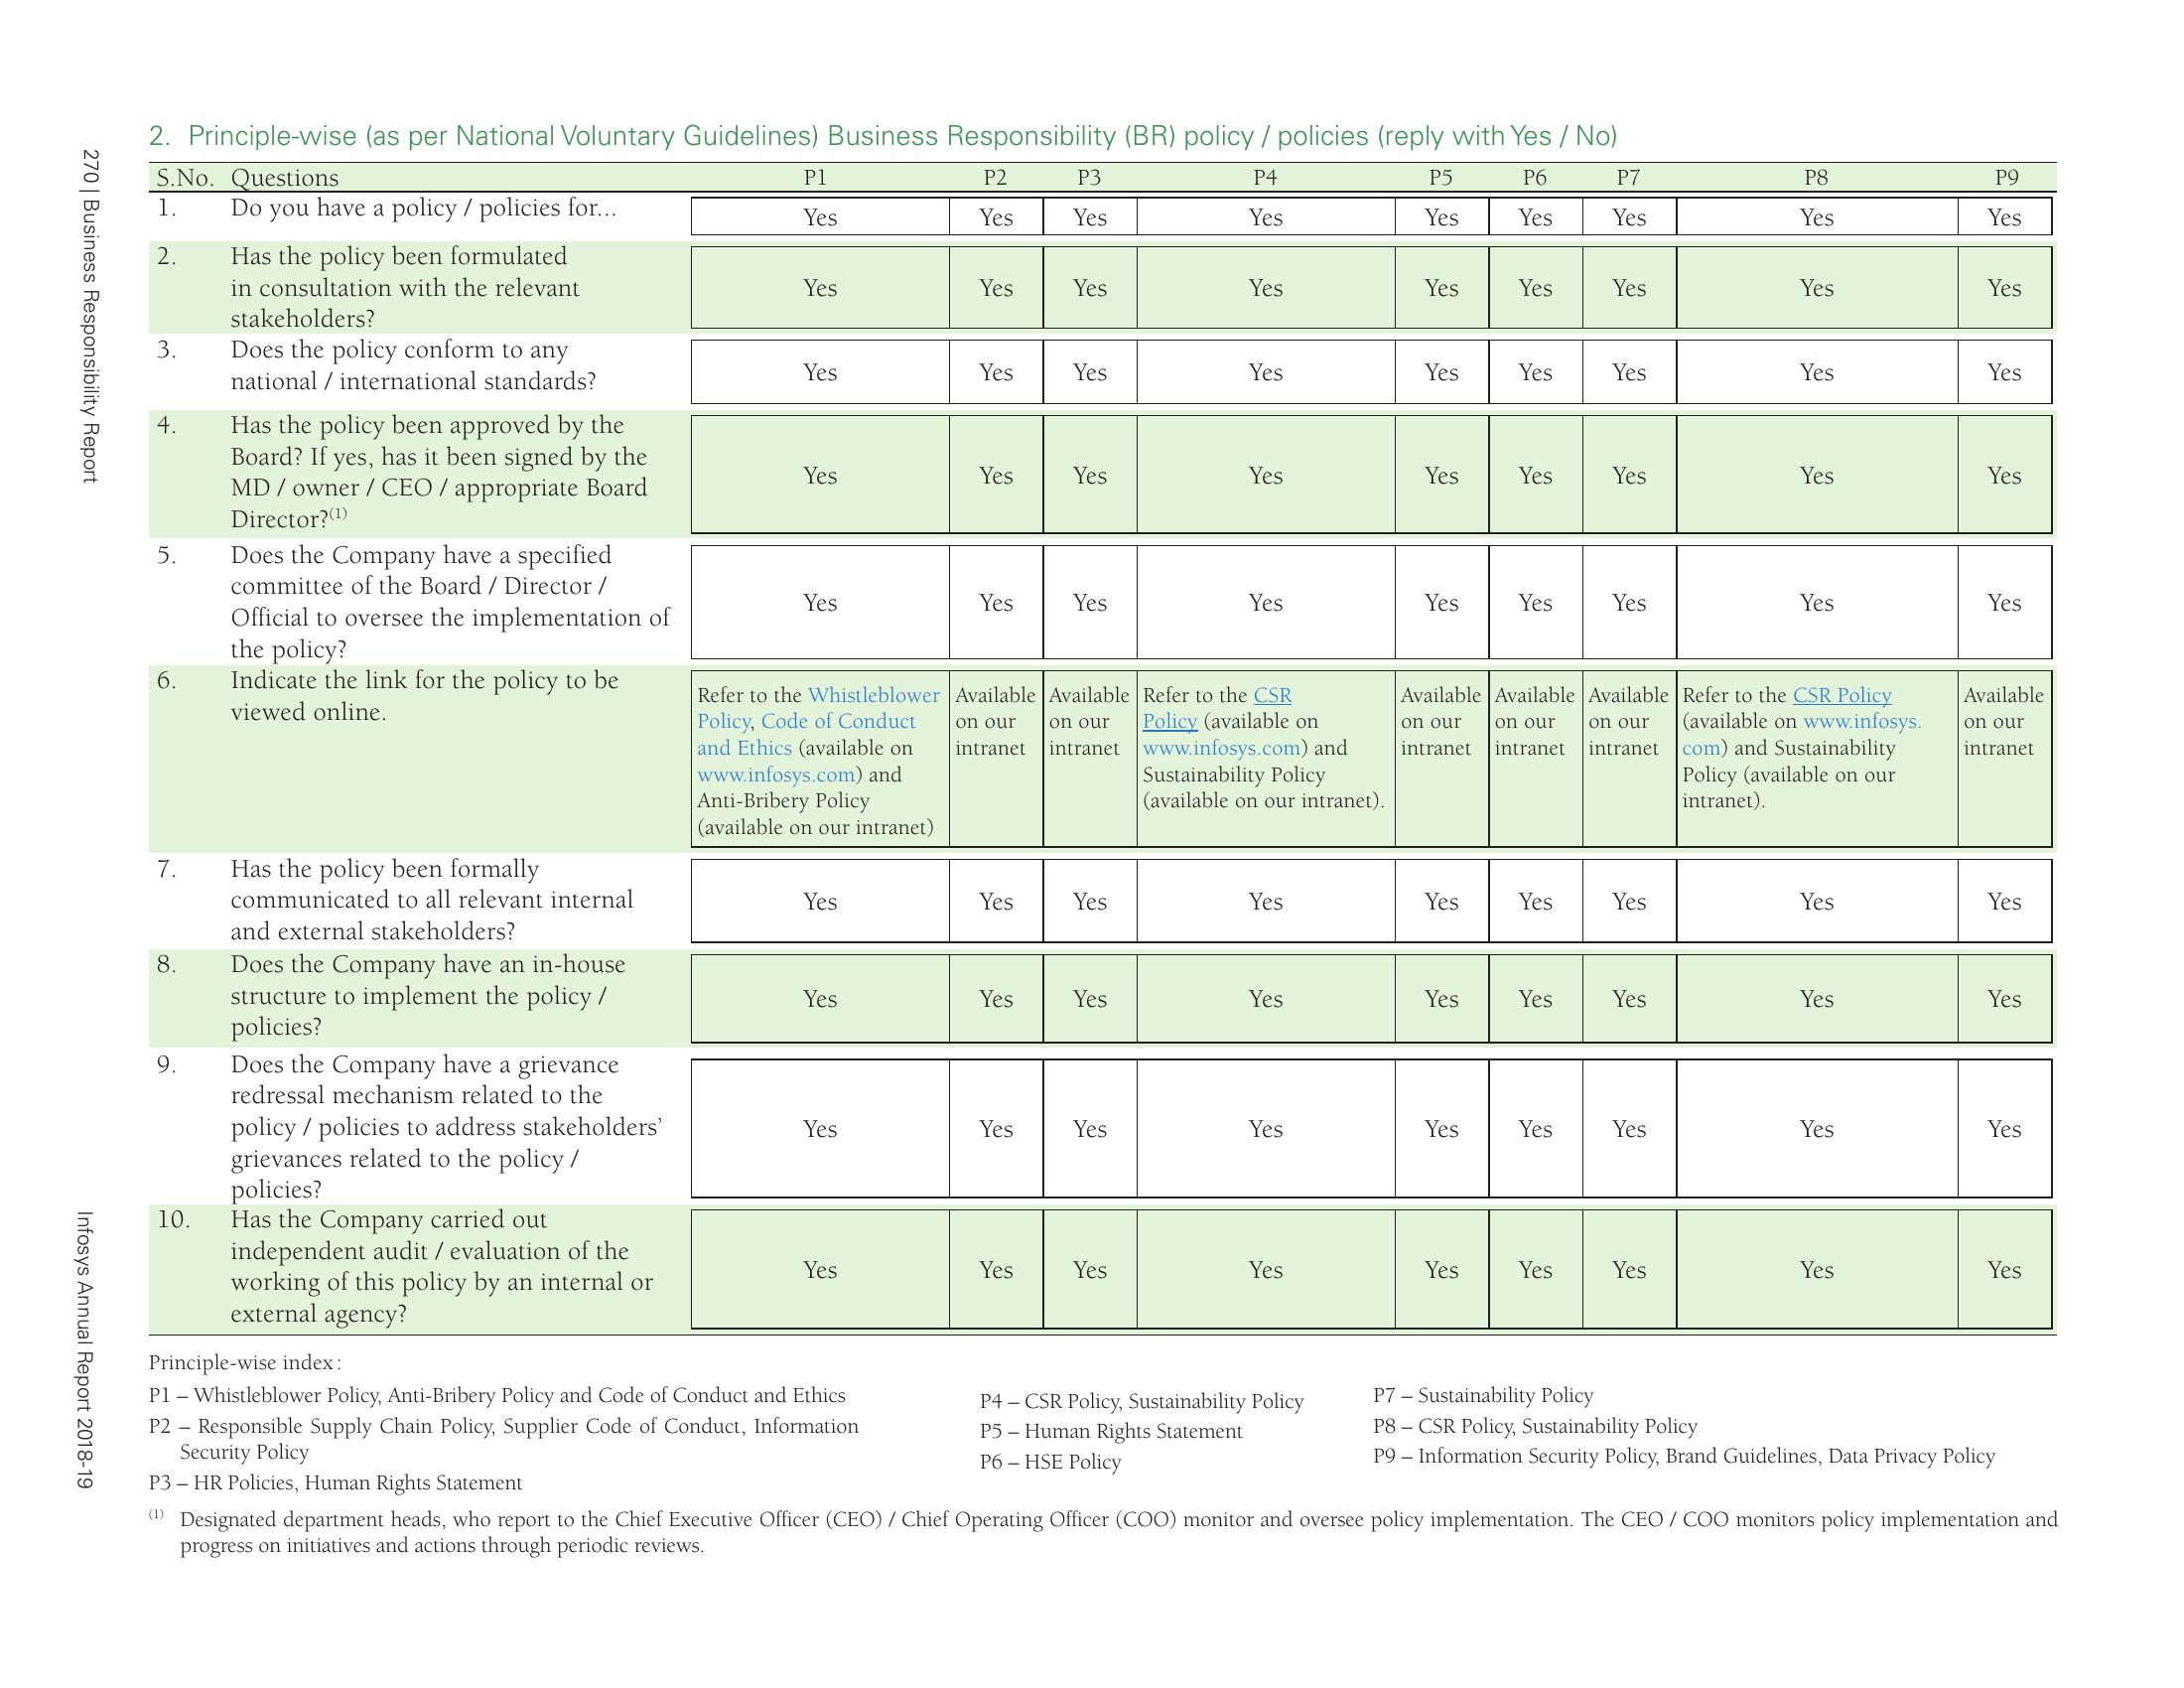 270 | Business Responsibility Report
Infosys Annual Report 2018-19
2. Principle-wise (as per National Voluntary Guidelines) Business Responsibility (BR) policy / policies (reply with Yes / No)
S.No. Questions P1 P2 P3 P4 P5 P6 P7 P8 P9
1. Do you have a policy / policies for...
Yes Yes Yes Yes Yes Yes Yes Yes Yes
2. Has the policy been formulated
in consultation with the relevant
stakeholders?
Yes Yes Yes Yes Yes Yes Yes Yes Yes
3. Does the policy conform to any
national / international standards?
Yes Yes Yes Yes Yes Yes Yes Yes Yes
4. Has the policy been approved by the
Board? If yes, has it been signed by the
MD / owner / CEO / appropriate Board
Director?(1)
Yes Yes Yes Yes Yes Yes Yes Yes Yes
5. Does the Company have a specified
committee of the Board / Director /
Official to oversee the implementation of
the policy?
Yes Yes Yes Yes Yes Yes Yes Yes Yes
6. Indicate the link for the policy to be
viewed online.
Refer to the Whistleblower
Policy, Code of Conduct
and Ethics (available on
www.infosys.com) and
Anti-Bribery Policy
(available on our intranet)
Available
on our
intranet
Available
on our
intranet
Refer to the CSR
Policy (available on
www.infosys.com) and
Sustainability Policy
(available on our intranet).
Available
on our
intranet
Available
on our
intranet
Available
on our
intranet
Refer to the CSR Policy
(available on www.infosys.
com) and Sustainability
Policy (available on our
intranet).
Available
on our
intranet
7. Has the policy been formally
communicated to all relevant internal
and external stakeholders?
Yes Yes Yes Yes Yes Yes Yes Yes Yes
8. Does the Company have an in-house
structure to implement the policy /
policies?
Yes Yes Yes Yes Yes Yes Yes Yes Yes
9. Does the Company have a grievance
redressal mechanism related to the
policy / policies to address stakeholders’
grievances related to the policy /
policies?
Yes Yes Yes Yes Yes Yes Yes Yes Yes
10. Has the Company carried out
independent audit / evaluation of the
working of this policy by an internal or
external agency?
Yes Yes Yes Yes Yes Yes Yes Yes Yes
Principle-wise index :
P1 – Whistleblower Policy, Anti-Bribery Policy and Code of Conduct and Ethics
P2 – Responsible Supply Chain Policy, Supplier Code of Conduct, Information
Security Policy
P3 – HR Policies, Human Rights Statement
P4 – CSR Policy, Sustainability Policy
P5 – Human Rights Statement
P6 – HSE Policy
P7 – Sustainability Policy
P8 – CSR Policy, Sustainability Policy
P9 – Information Security Policy, Brand Guidelines, Data Privacy Policy
(1) Designated department heads, who report to the Chief Executive Officer (CEO) / Chief Operating Officer (COO) monitor and oversee policy implementation. The CEO / COO monitors policy implementation and
progress on initiatives and actions through periodic reviews.